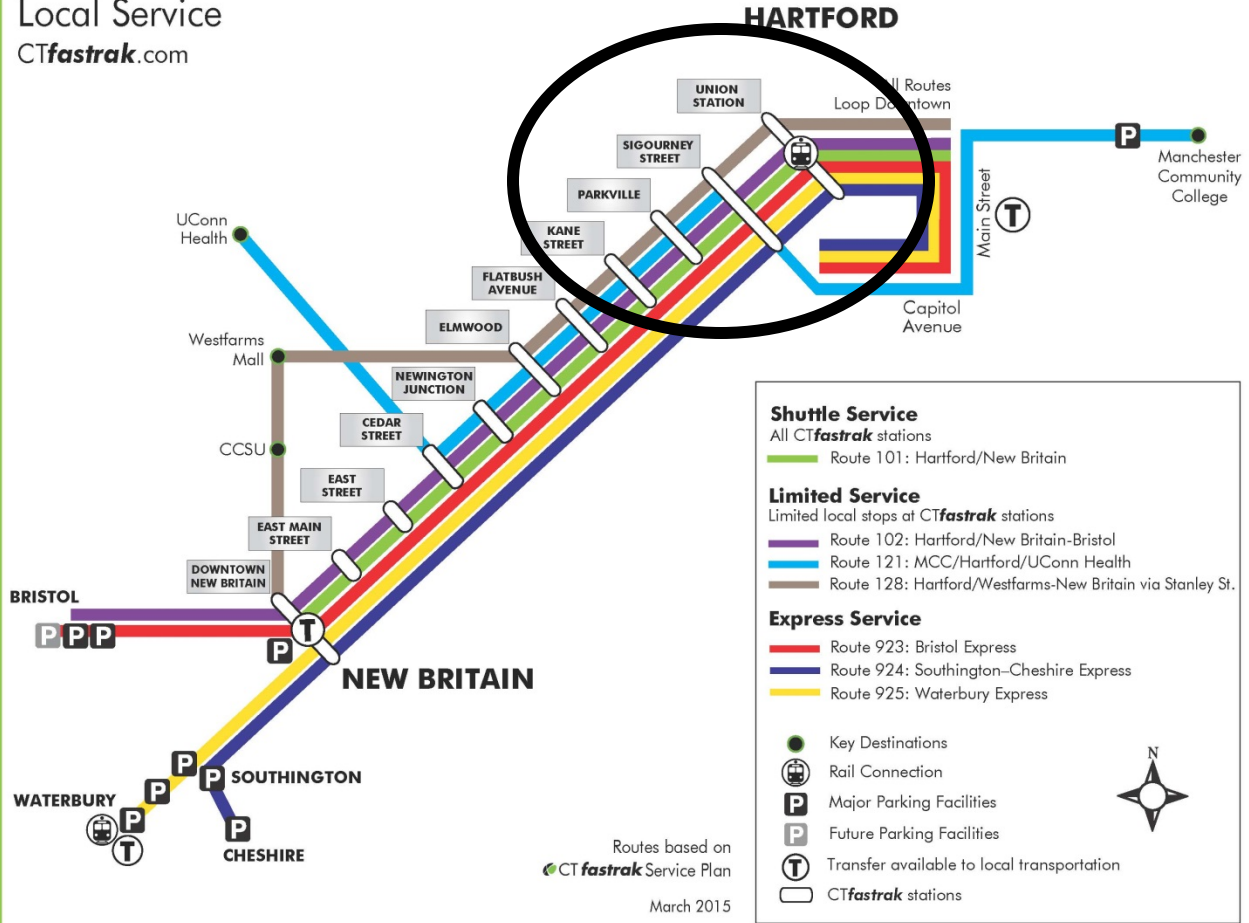 Local Service
CTfastrak.com
HARTFORD
UNION
STATION
All Routes
Loop Downtown
SIGOURNEY
STREET
Manchester
Community
College
P
PARKVILLE
Main Street
T
UConn
Health
KANE
STREET
FLATBUSH
AVENUE
Capitol
Avenue
ELMWOOD
Westfarms
Mall
NEWINGTON
JUNCTION
CEDAR
STREET
CCSU
EAST
STREET
EAST MAIN
STREET
DOWNTOWN
NEW BRITAIN
BRISTOL
P P P
T
P
NEW BRITAIN
P
P SOUTHINGTON
P
WATERBURY
P
P
T
CHESHIRE
Routes based on
CTfastrak Service Plan
March 2015
Shuttle Service
All CTfastrak stations
Route 101: Hartford/New Britain
Limited Service
Limited local stops at CTfastrak stations
Route 102: Hartford/New Britain-Bristol
Route 121: MCC/Hartford/UConn Health
Route 128: Hartford/Westfarms-New Britain via Stanley St.
Express Service
Route 923: Bristol Express
Route 924: Southington–Cheshire Express
Route 925: Waterbury Express
Key Destinations
Rail Connection
P Major Parking Facilities
P Future Parking Facilities
T Transfer available to local transportation
CTfastrak stations
N